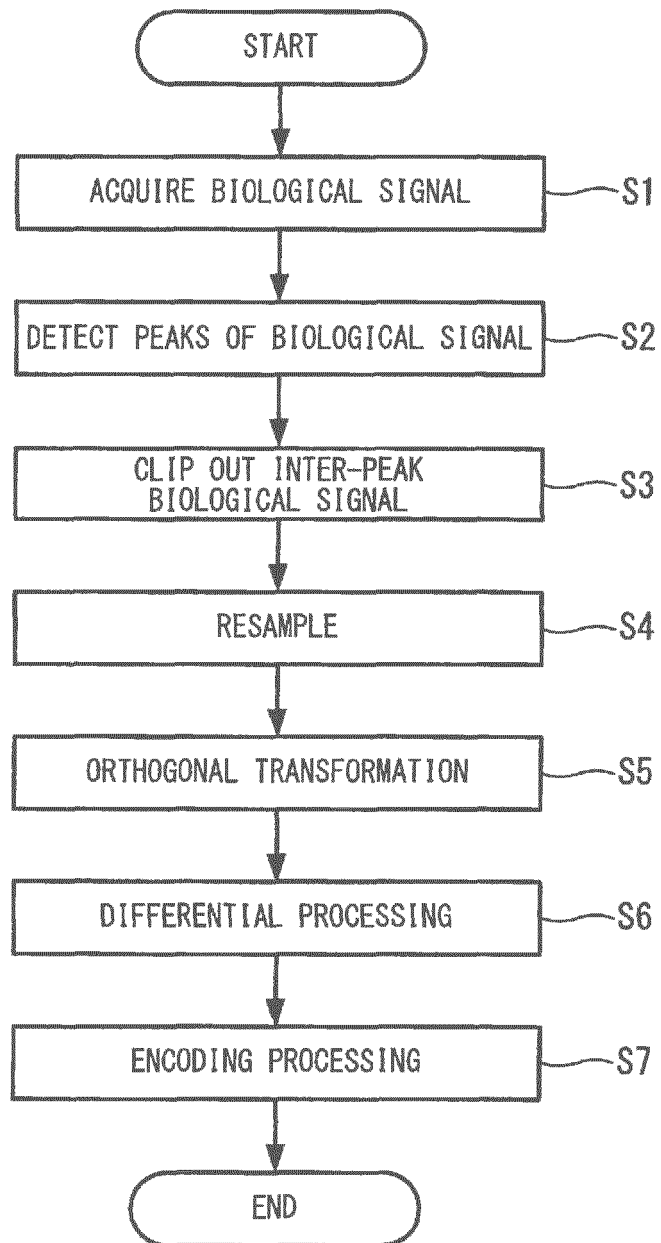 START
ACQUIRE BIOLOGICAL SIGNAL
S1
DETECT PEAKS OF BIOLOGICAL SIGNAL
S2
CLIP OUT INTER-PEAK
BIOLOGICAL SIGNAL
S3
RESAMPLE
S4
ORTHOGONAL TRANSFORMATION
S5
DIFFERENTIAL PROCESSING
S6
ENCODING PROCESSING
S7
END